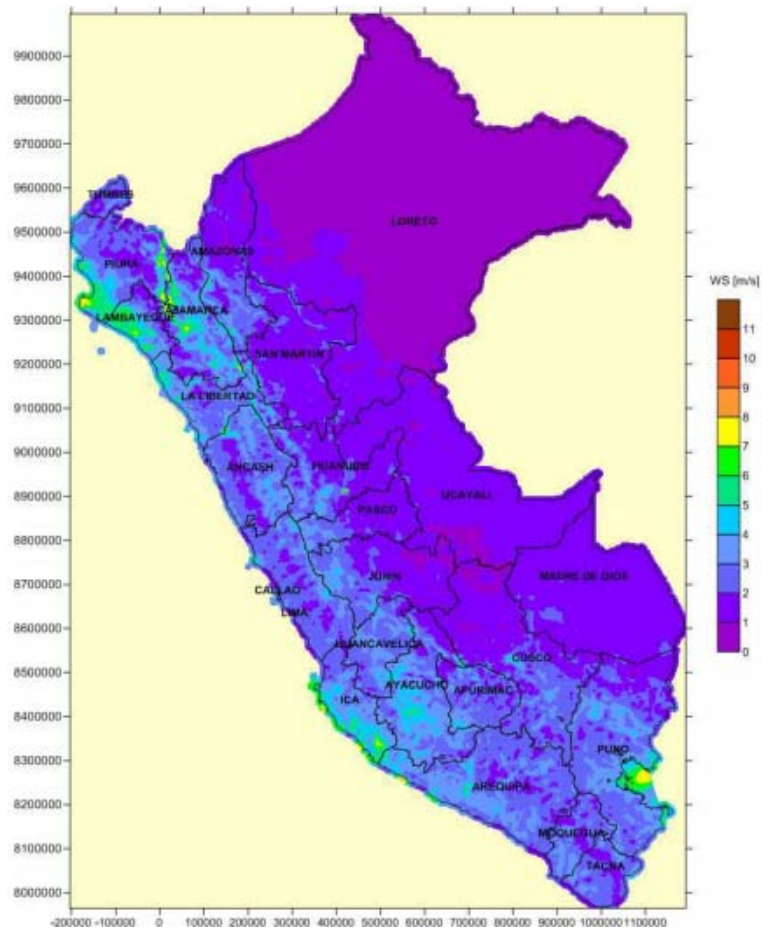 9900000
9800000
9700000
9600000
9500000
9400000
9300000
9200000
9100000
9000000
8900000
8800000
8700000
8600000
8500000
8400000
8300000
8200000
8100000
8000000
TUMBES
PIURA
AMAZONAS
LORETO
LAMBAYEQUE
CAJAMARCA
SAN MARTIN
LA LIBERTAD
ANCASH
HUANUCO
UCAYALI
PASCO
JUNIN
MADRE DE DIOS
CALLAO
LIMA
HUANCAVELICA
CUSCO
AYACUCHO
APURIMAC
ICA
PUNO
AREQUIPA
MOQUEGUA
TACNA
WS [m/s]
11
10
9
8
7
6
5
4
3
2
1
0
-200000 -100000 0 100000 200000 300000 400000 500000 600000 700000 800000 900000 1000000 1100000